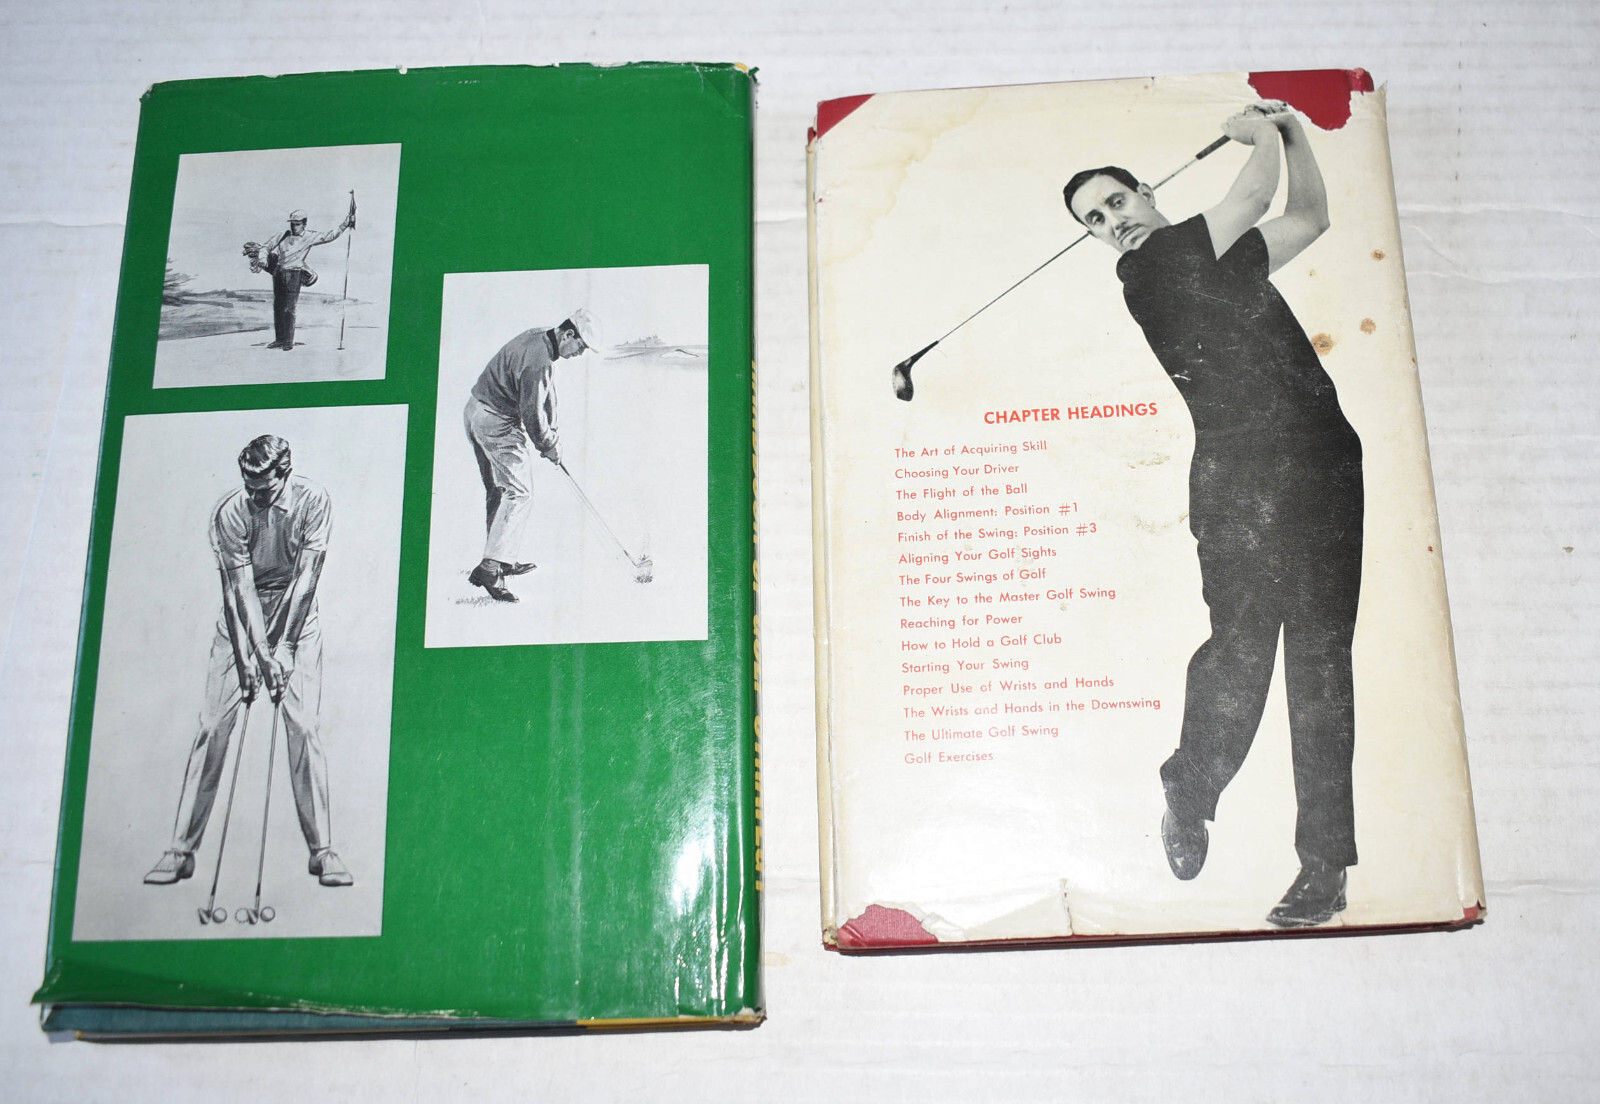 CHAPTER HEADINGS
The Art of Acquiring Skill
Choosing Your Driver
The Flight of the Ball
Body Alignment: Position #1
Finish of the Swing: Position #3
Aligning Your Golf Sights
The Four Swings of Golf
The Key to the Master Golf Swing
Reaching for Power
How to Hold a Golf Club
Starting Your Swing
Proper Use of Wrists and Hands
The Wrists and Hands in the Downswing
The Ultimate Golf Swing
Golf Exercises